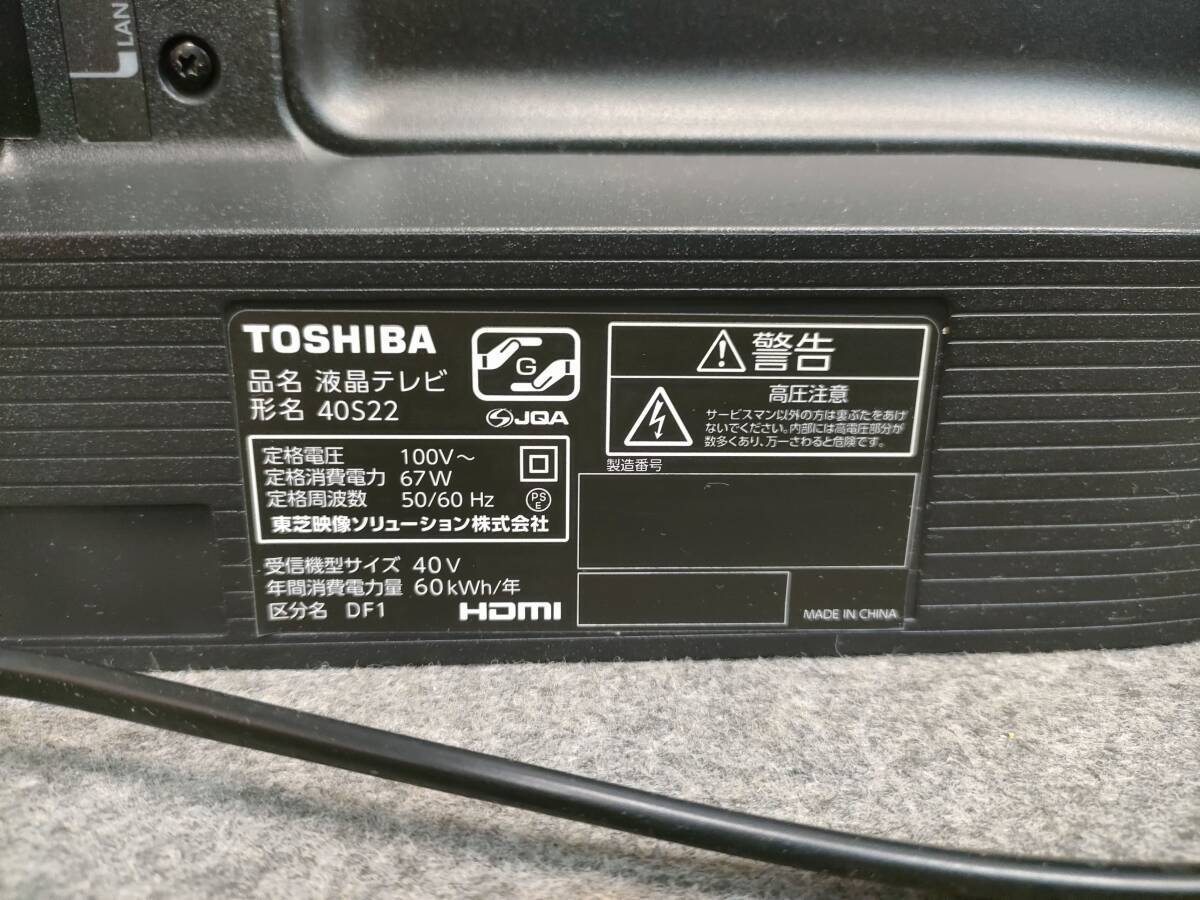 LAN
TOSHIBA
品名 液晶テレビ
形名 40S22
G
JQA
定格電圧 100V～
定格消費電力 67W
定格周波数 50/60 Hz
PS
E
東芝映像ソリューション株式会社
受信機型サイズ 40V
年間消費電力量 60kWh/年
区分名 DF1
HDMI
警告
高圧注意
サービスマン以外の方は裏ぶたをあけ
ないでください。内部には高電圧部分が
数多くあり、万一さわると危険です。
製造番号
MADE IN CHINA